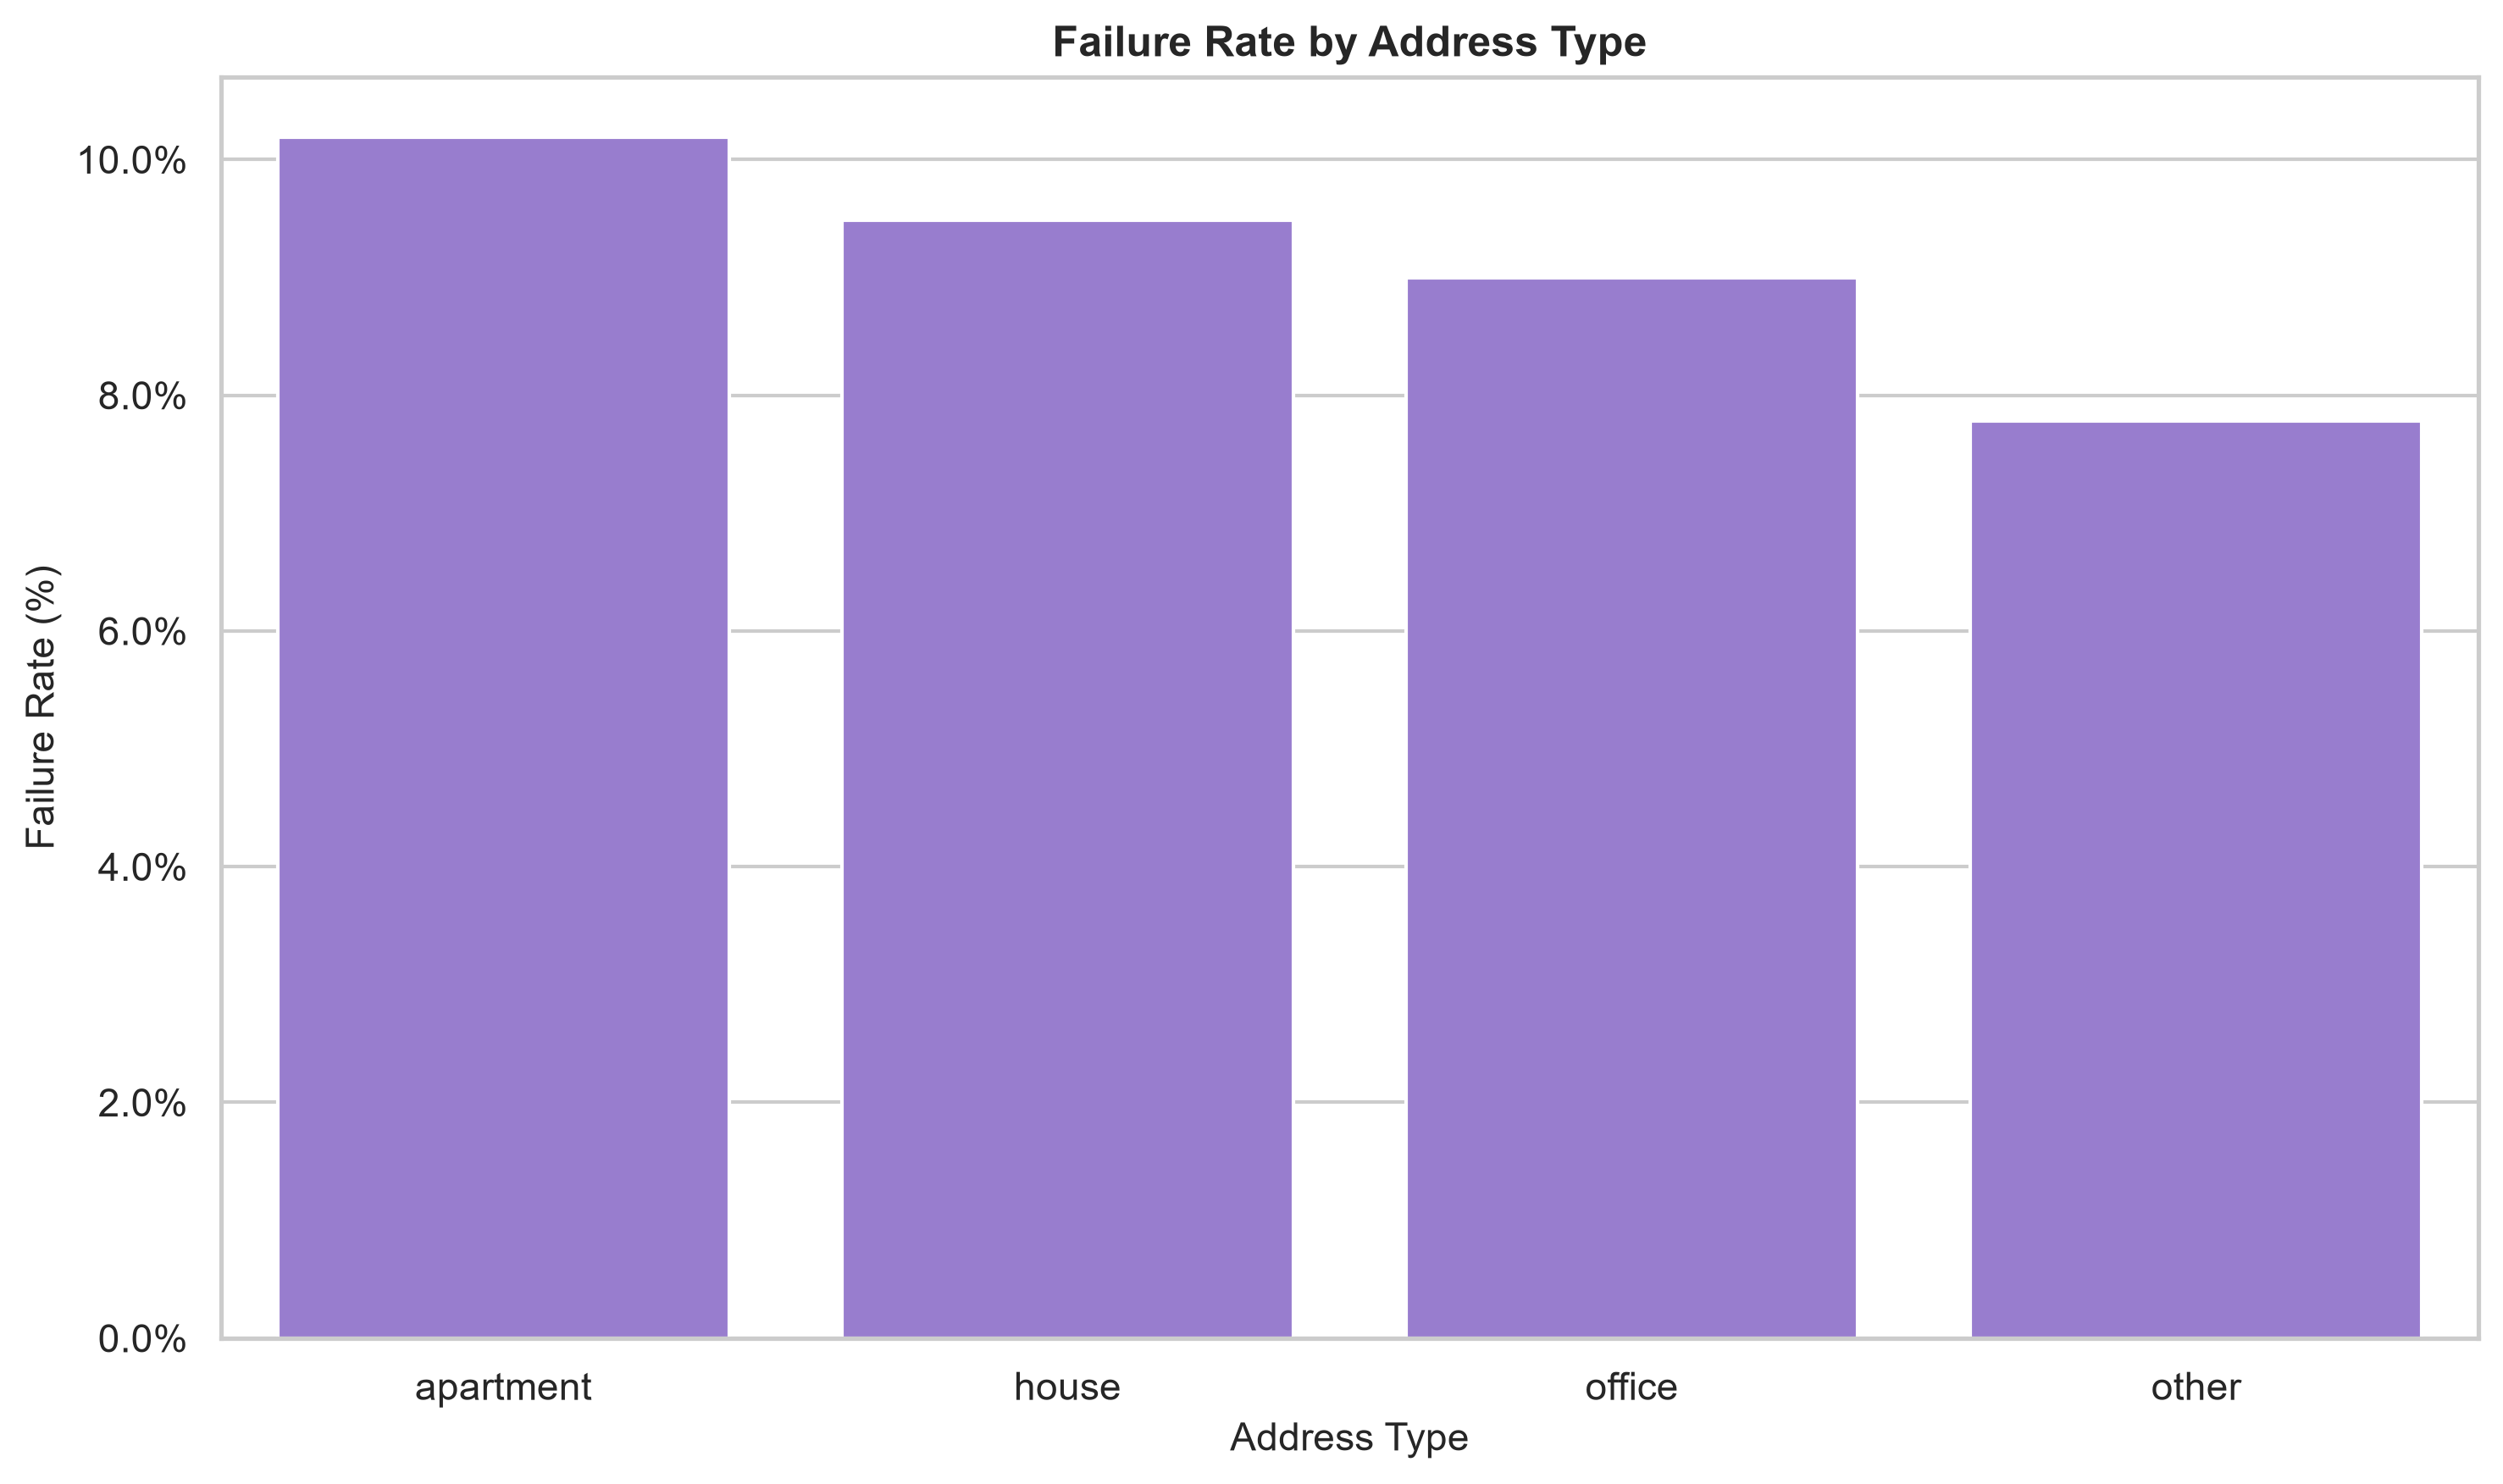 Failure Rate by Address Type
Failure Rate (%)
10.0%
8.0%
6.0%
4.0%
2.0%
0.0%
apartment house office other
Address Type